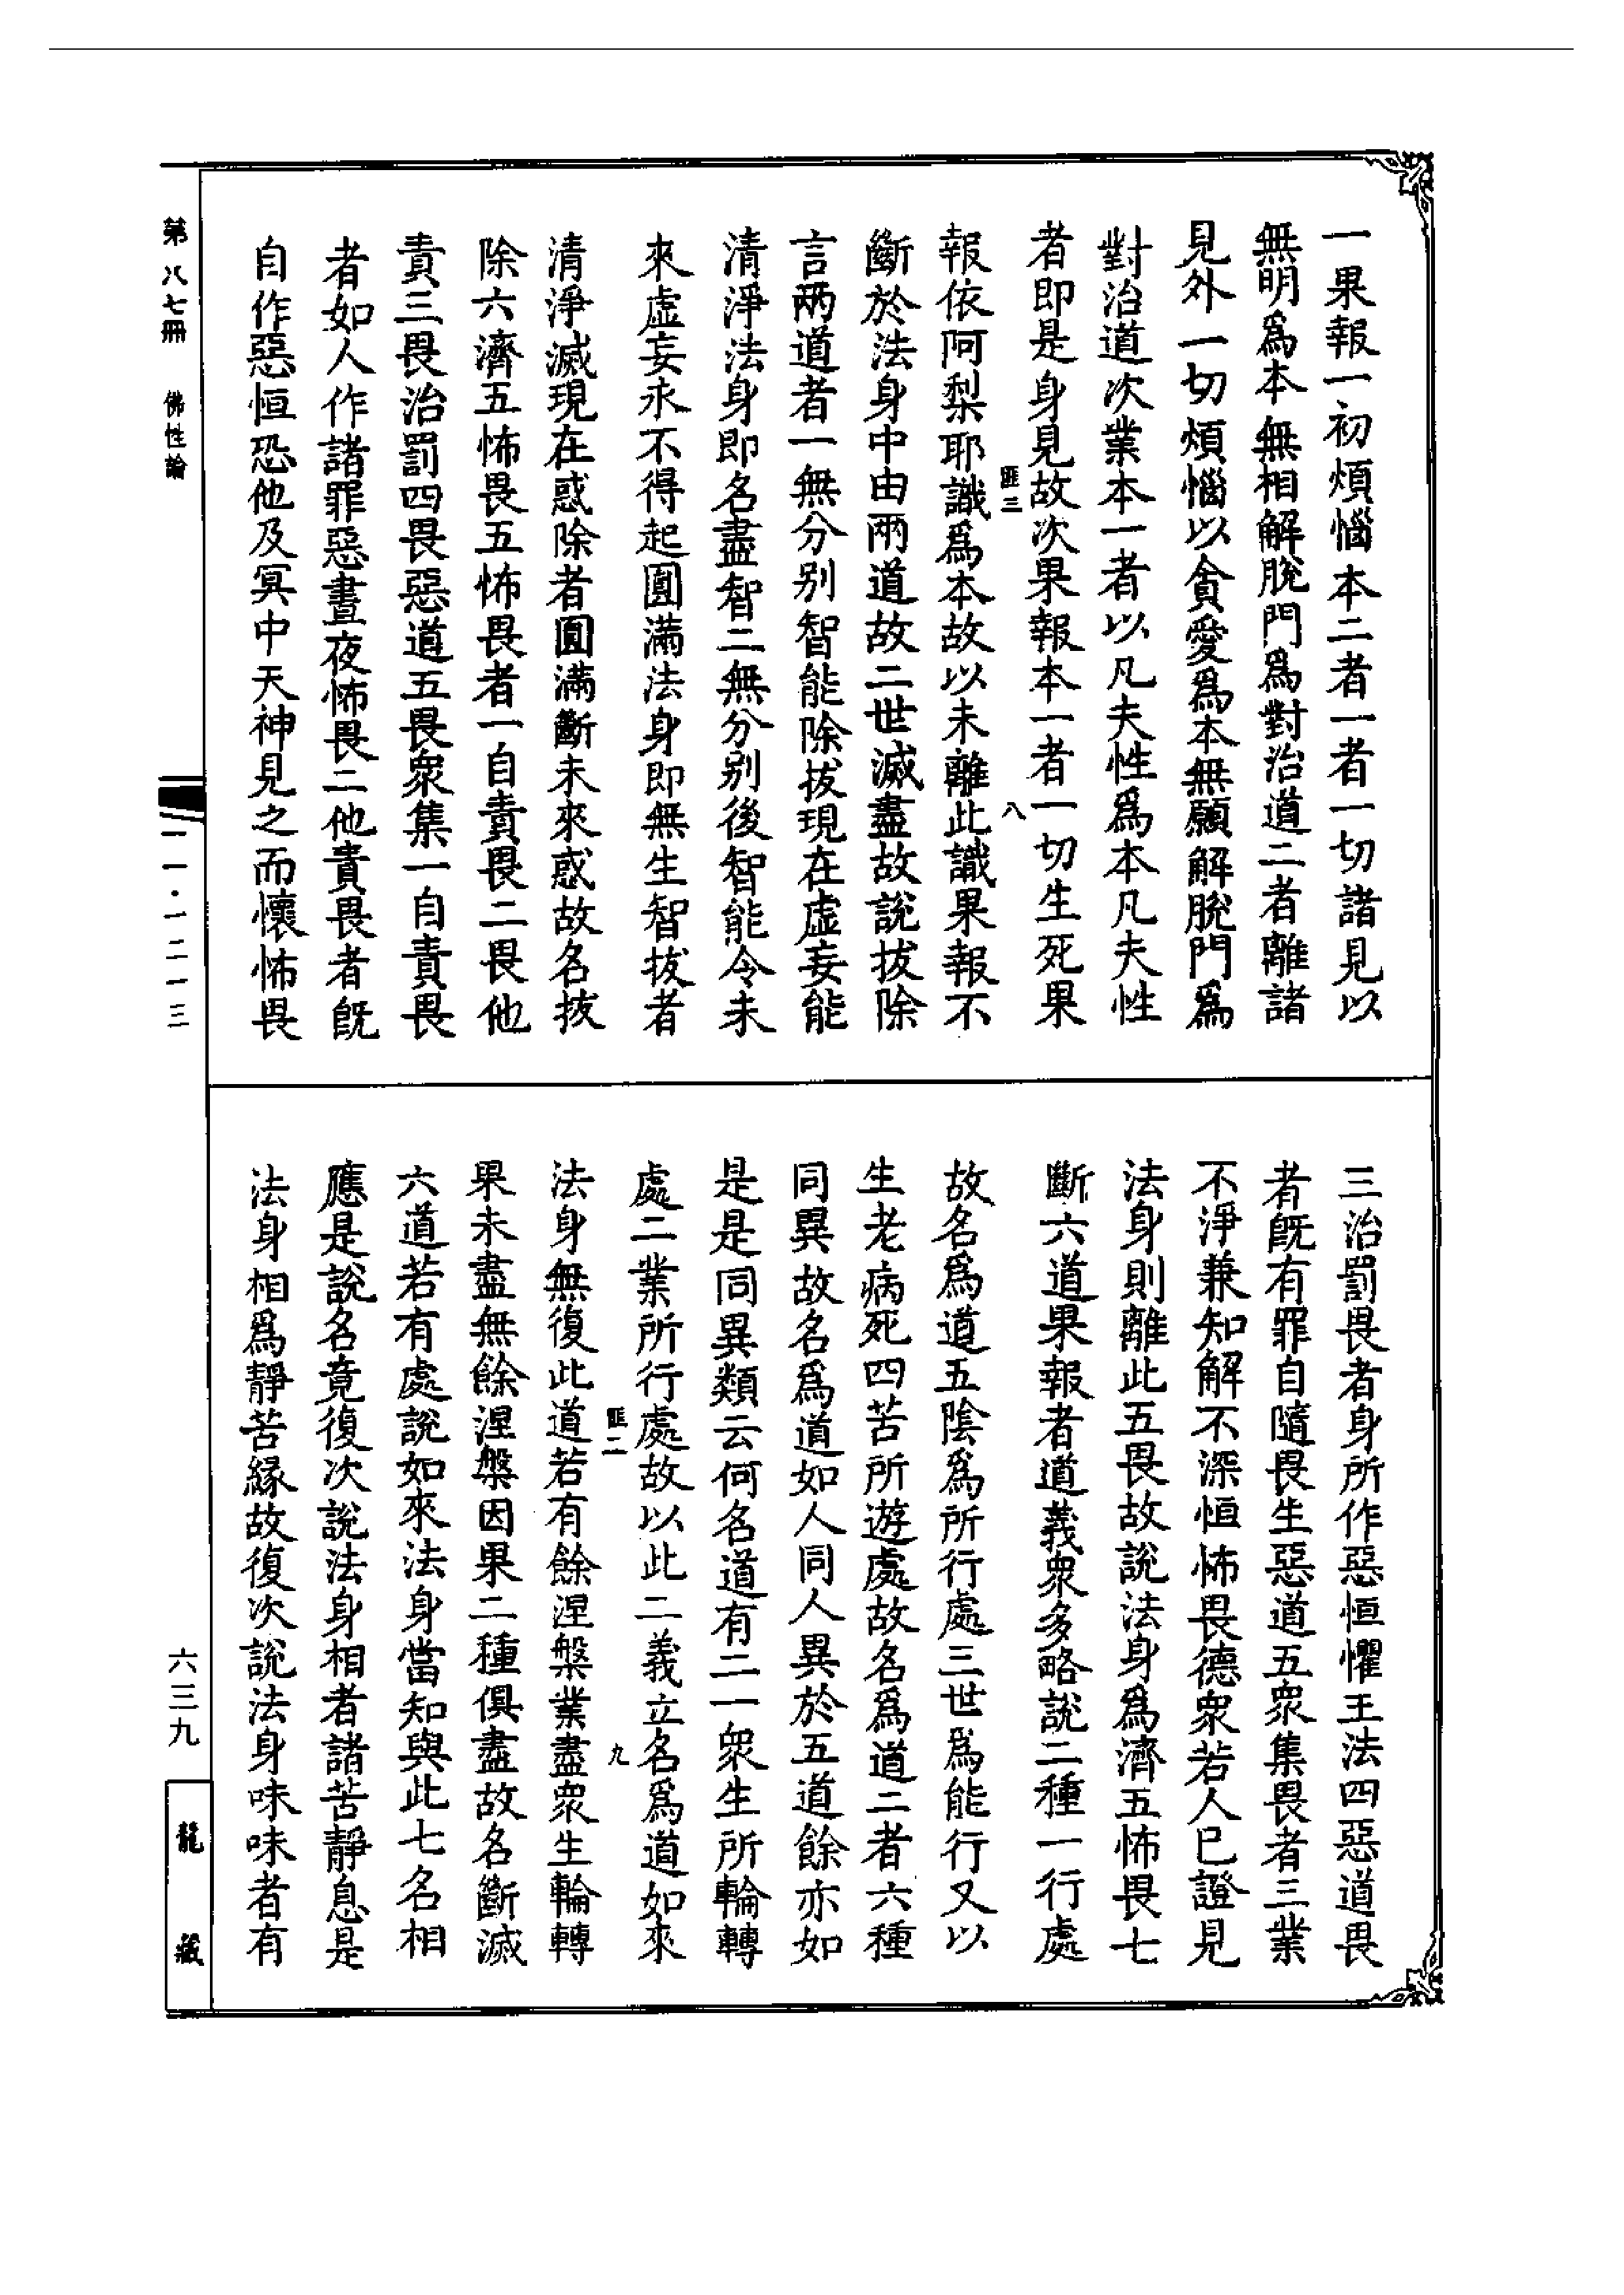 一果報一初煩惱本二者一者一切諸見以
無明爲本無相解脫門爲對治道二者離諸
見外一切煩惱以貪愛爲本無願解脫門爲
對治道次業本一者以凡夫性爲本凡夫性
者即是身見故次果報本一者一切生死果
匪三 八
報依阿梨耶識爲本故以未離此識果報不
斷於法身中由兩道故二世滅盡故說拔除
言兩道者一無分別智能除拔現在虛妄能
清淨法身即名盡智二無分別後智能令未
來虛妄永不得起圓滿法身即無生智拔者
清淨滅現在惑除者圓滿斷未來惑故名拔
除六濟五怖畏五怖畏者一自責畏二畏他
責三畏治罰四畏惡道五畏衆集一自責畏
者如人作諸罪惡晝夜怖畏二他責畏者旣
自作惡恒恐他及冥中天神見之而懷怖畏
三治罰畏者身所作惡恒懼王法四惡道畏
者旣有罪自隨畏生惡道五衆集畏者三業
不淨兼知解不深恒怖畏德衆若人已證見
法身則離此五畏故說法身爲濟五怖畏七
斷六道果報者道義衆多略說二種一行處
故名爲道五陰爲所行處三世爲能行又以
生老病死四苦所遊處故名爲道二者六種
同異故名爲道如人同人異於五道餘亦如
是是同異類云何名道有二一衆生所輪轉
處二業所行處故以此二義立名爲道如來
匪二 九
法身無復此道若有餘涅槃業盡衆生輪轉
果未盡無餘涅槃因果二種俱盡故名斷滅
六道若有處說如來法身當知與此七名相
應是說名竟復次說法身相者諸苦靜息是
法身相爲靜苦緣故復次說法身味味者有
第八七冊 佛性論
一一·一二一三
六三九
龍藏